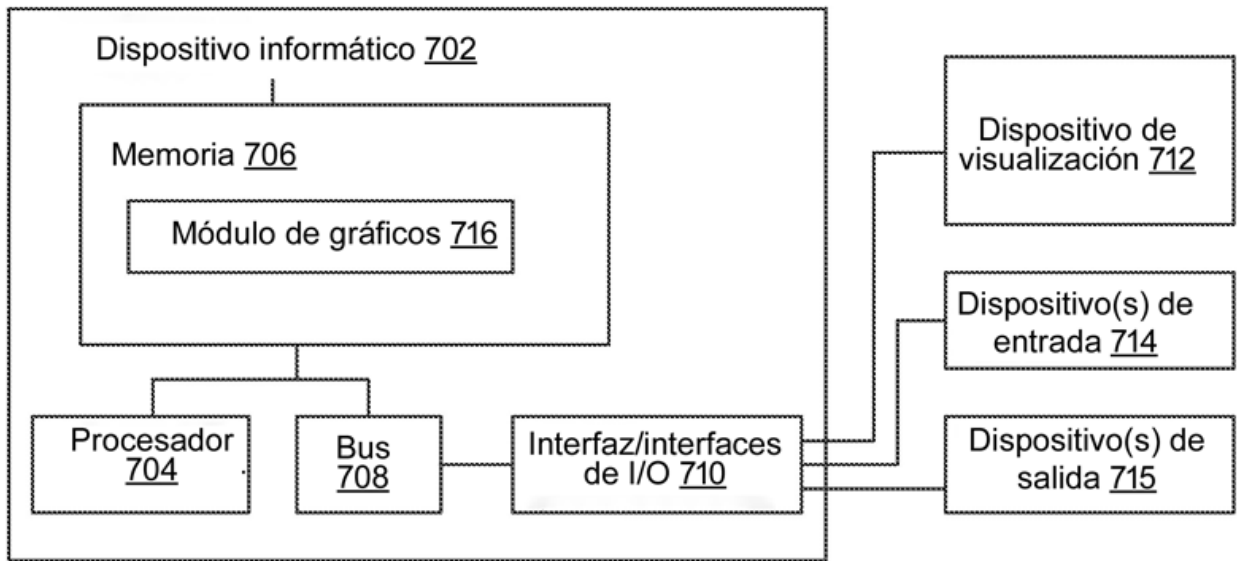 Dispositivo informático 702
Memoria 706
Módulo de gráficos 716
Procesador
704
Bus
708
Interfaz/interfaces
de I/O 710
Dispositivo de
visualización 712
Dispositivo(s) de
entrada 714
Dispositivo(s) de
salida 715